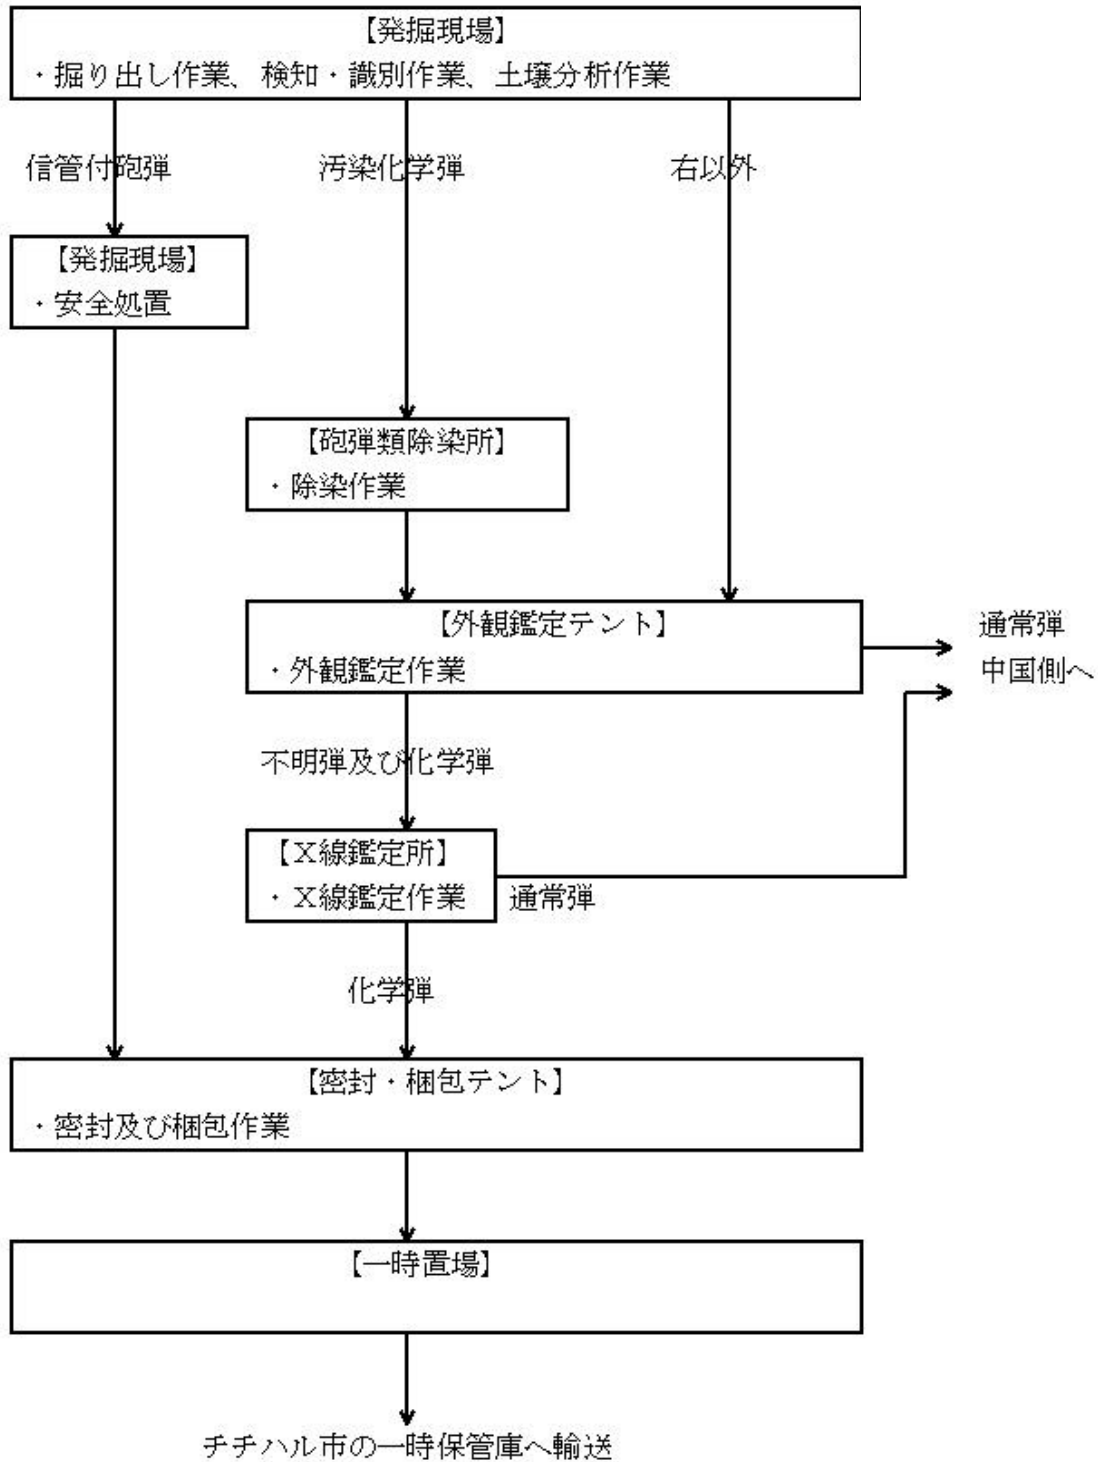 【発掘現場】
・掘り出し作業、検知・識別作業、土壌分析作業
信管付砲弾
汚染化学弾
右以外
【発掘現場】
・安全処置
【砲弾類除染所】
・除染作業
【外観鑑定テント】
・外観鑑定作業
通常弾
中国側へ
不明弾及び化学弾
【X線鑑定所】
・X線鑑定作業
通常弾
化学弾
【密封・梱包テント】
・密封及び梱包作業
【一時置場】
チチハル市の一時保管庫へ輸送